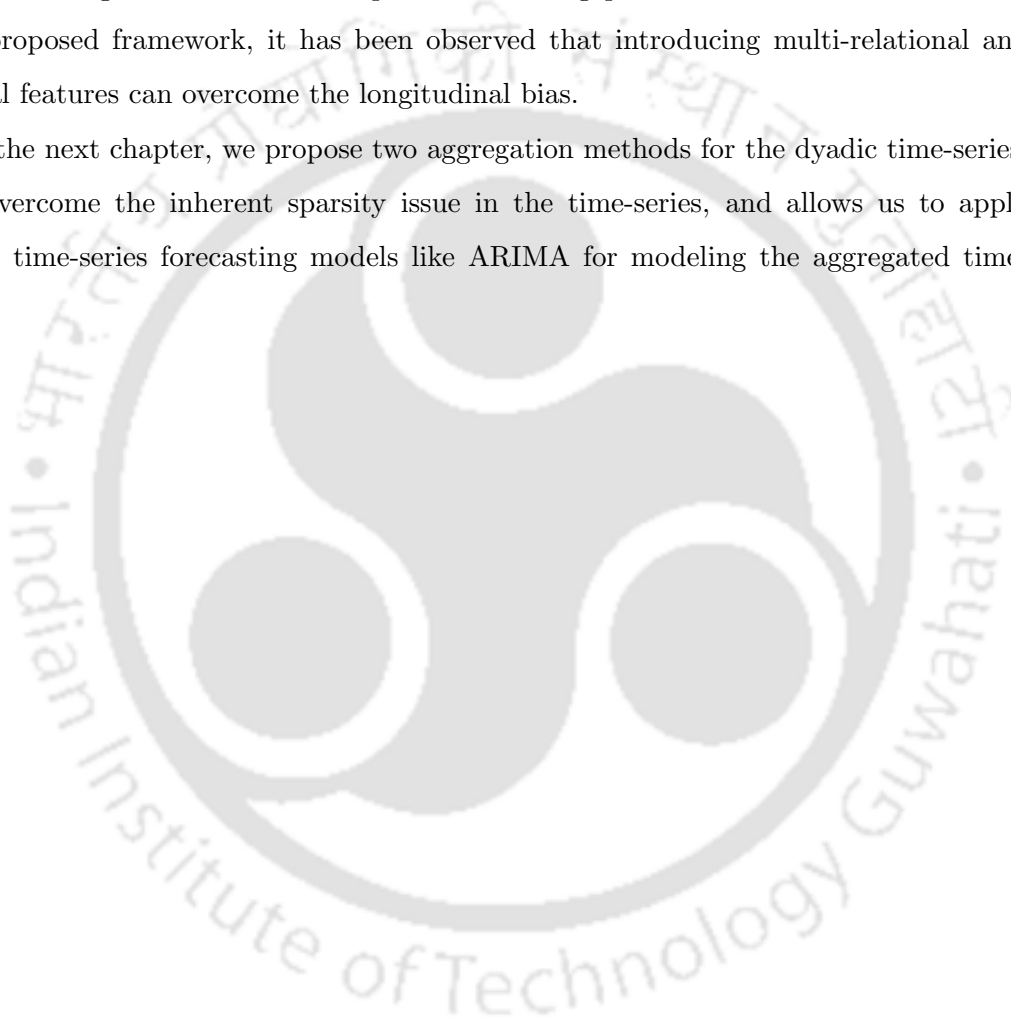 proposed framework, it has been observed that introducing multi-relational an
l features can overcome the longitudinal bias.
the next chapter, we propose two aggregation methods for the dyadic time-series
vercome the inherent sparsity issue in the time-series, and allows us to appl
time-series forecasting models like ARIMA for modeling the aggregated time
भारतीय प्रौद्योगिकी संस्थान गुवाहाटी
• Indian Institute of Technology Guwahati •